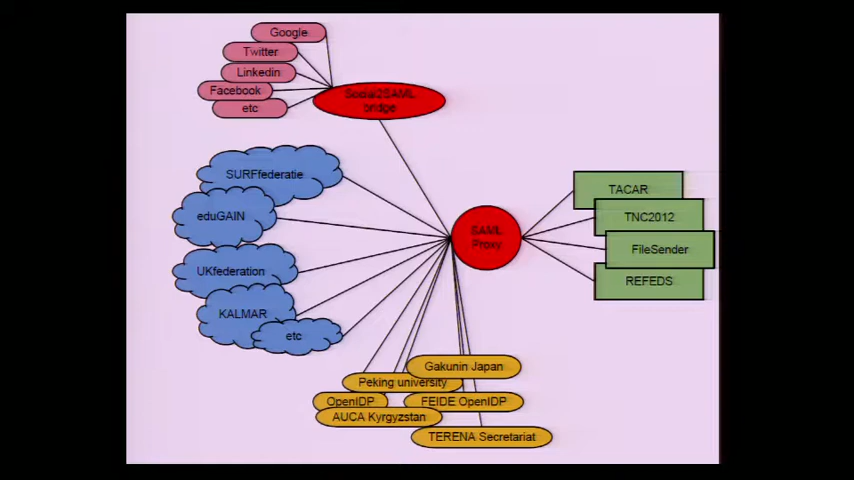 Google
Twitter
Linkedin
Facebook
etc
Social2SAML
bridge
SURFfederatie
eduGAIN
UKfederation
KALMAR
etc
SAML
Proxy
TACAR
TNC2012
FileSender
REFEDS
Gakunin Japan
Peking university
OpenIDP
FEIDE OpenIDP
AUCA Kyrgyzstan
TERENA Secretariat